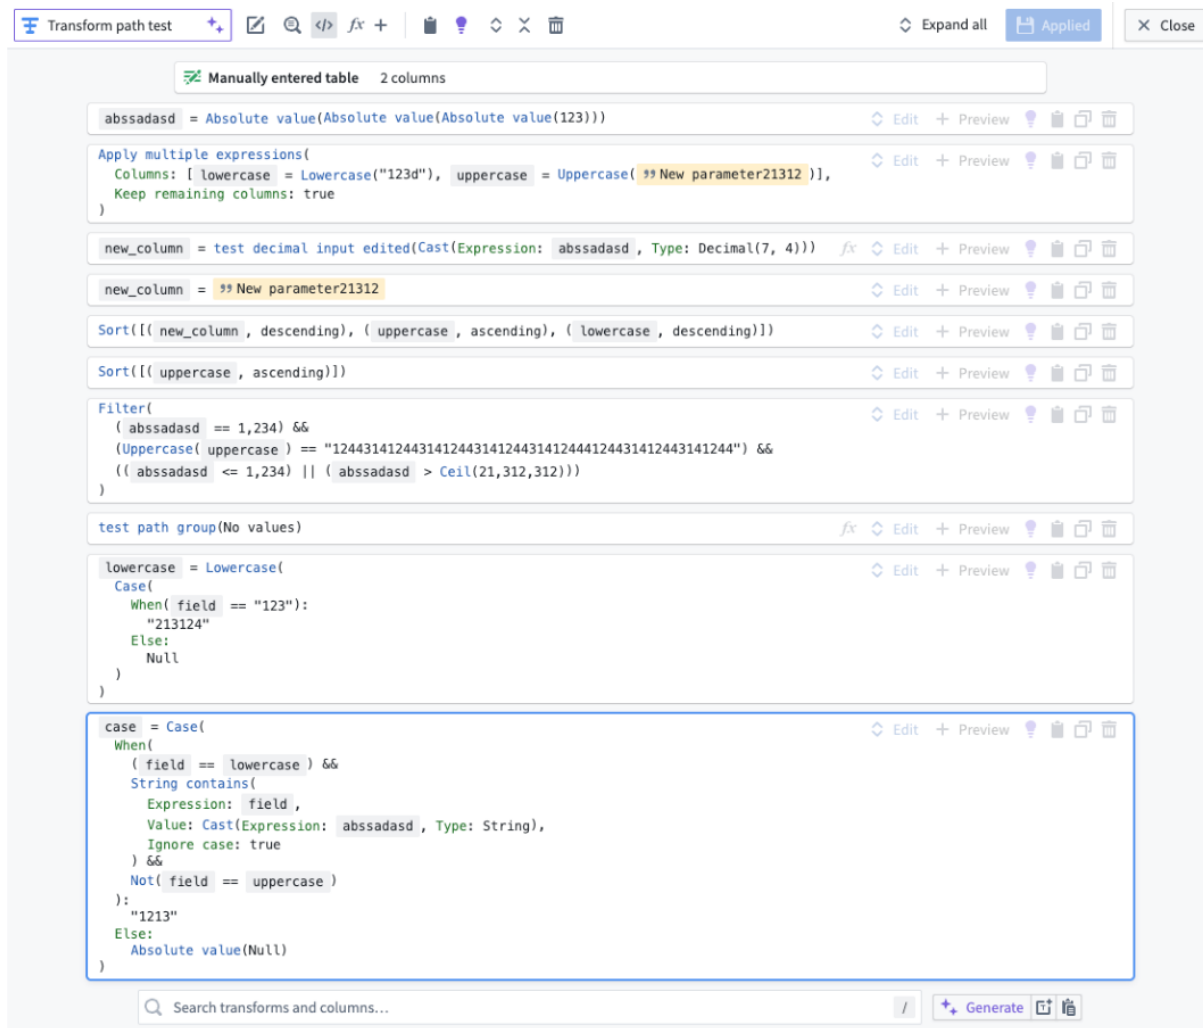 Transform path test
</>
fx
Expand all
Applied
Close
Manually entered table 2 columns
abssadasd = Absolute value(Absolute value(Absolute value(123)))
Edit + Preview
Apply multiple expressions(
Columns: [ lowercase = Lowercase("123d"), uppercase = Uppercase( New parameter21312 )],
Keep remaining columns: true
)
Edit + Preview
new_column = test decimal input edited(Cast(Expression: abssadasd , Type: Decimal(7, 4)))
fx Edit + Preview
new_column = New parameter21312
Edit + Preview
Sort([( new_column , descending), ( uppercase , ascending), ( lowercase , descending)])
Edit + Preview
Sort([( uppercase , ascending)])
Edit + Preview
Filter(
( abssadasd == 1,234) &&
(Uppercase( uppercase ) == "12443141244314124431412443141244412443141244314​1244") &&
(( abssadasd <= 1,234) || ( abssadasd > Ceil(21,312,312)))
)
Edit + Preview
test path group(No values)
fx Edit + Preview
lowercase = Lowercase(
Case(
When( field == "123"):
"213124"
Else:
Null
)
)
Edit + Preview
case = Case(
When(
( field == lowercase ) &&
String contains(
Expression: field ,
Value: Cast(Expression: abssadasd , Type: String),
Ignore case: true
) &&
Not( field == uppercase )
):
"1213"
Else:
Absolute value(Null)
)
Edit + Preview
Search transforms and columns...
/
Generate